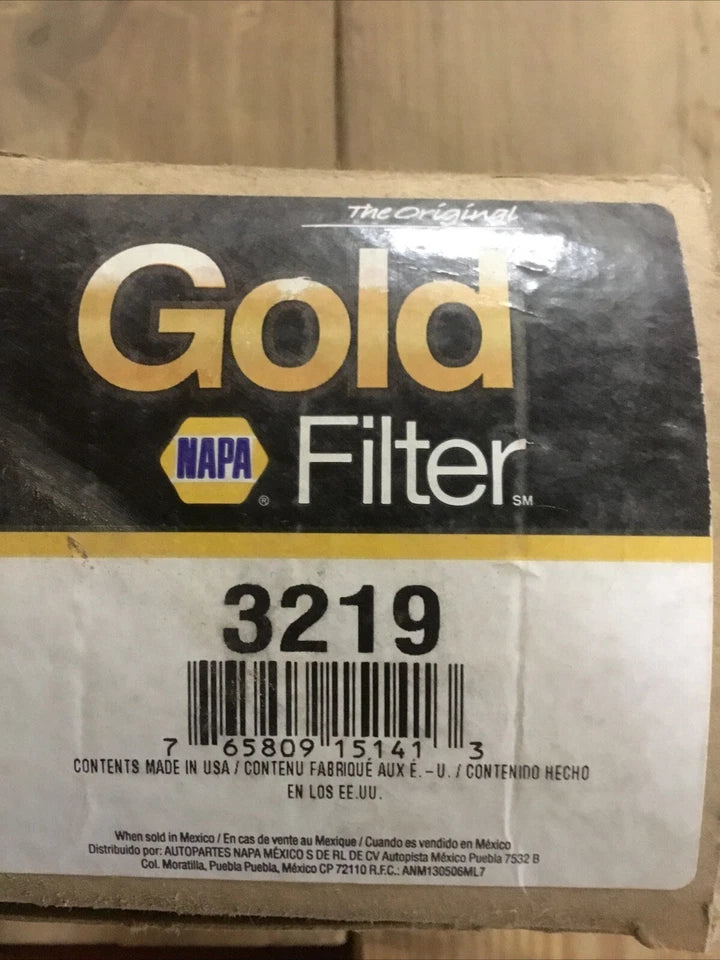 The Original
Gold
NAPA® Filter SM
3219
7 65809 15141 3
CONTENTS MADE IN USA / CONTENU FABRIQUÉ AUX É.-U. / CONTENIDO HECHO
EN LOS EE.UU.
When sold in Mexico / En cas de vente au Mexique / Cuando es vendido en México
Distribuido por: AUTOPARTES NAPA MÉXICO S DE RL DE CV Autopista México Puebla 7532 B
Col. Moratilla, Puebla Puebla, México CP 72110 R.F.C.: ANM130506ML7